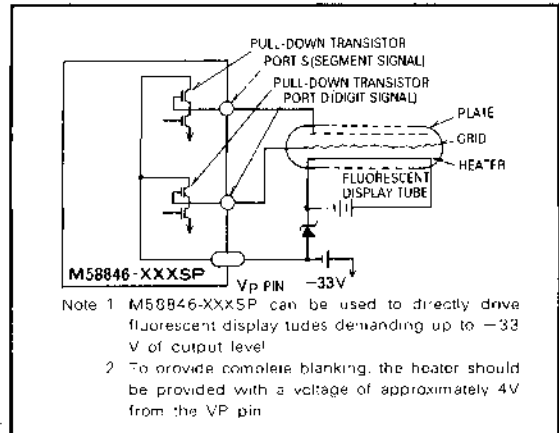 PULL-DOWN TRANSISTOR
PORT S(SEGMENT SIGNAL)
PULL-DOWN TRANSISTOR
PORT D(DIGIT SIGNAL)
PLATE
GRID
HEATER
FLUORESCENT
DISPLAY TUBE
M58846-XXXSP
VP PIN
−33V
Note 1 M58846-XXXSP can be used to directly drive
fluorescent display tudes demanding up to −33
V of output level
2 To provide complete blanking, the heater should
be provided with a voltage of approximately 4V
from the VP pin